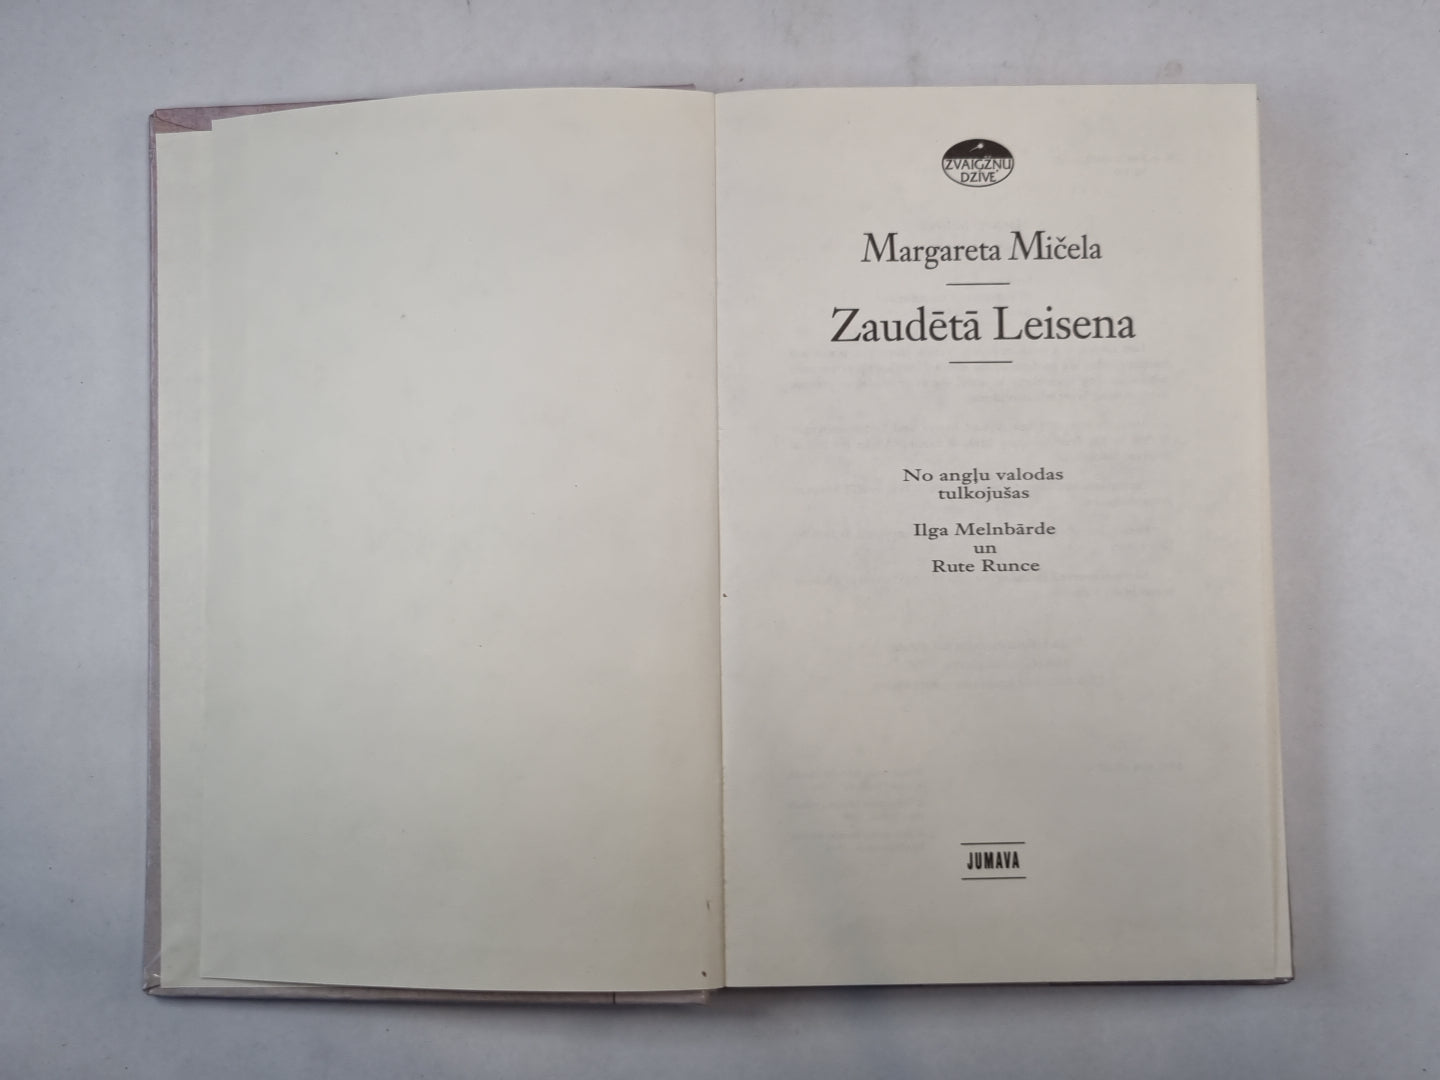 ZVAIGŽŅU
DZĪVE
Margareta Mičela
Zaudētā Leisena
No angļu valodas
tulkojušas
Ilga Melnbārde
un
Rute Runce
JUMAVA